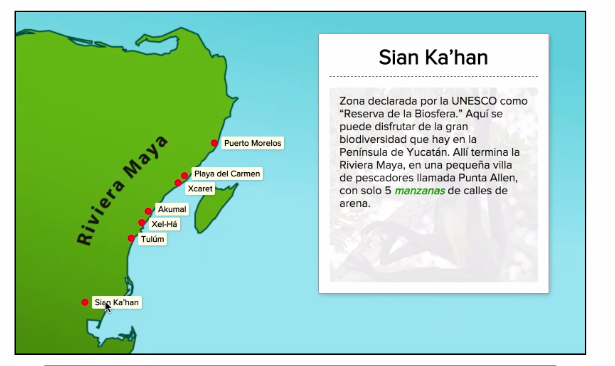 Sian Ka’han
Zona declarada por la UNESCO como
“Reserva de la Biosfera.” Aquí se
puede disfrutar de la gran
biodiversidad que hay en la
Península de Yucatán. Allí termina la
Riviera Maya, en una pequeña villa
de pescadores llamada Punta Allen,
con solo 5 manzanas de calles de
arena.
Riviera Maya
Puerto Morelos
Playa del Carmen
Xcaret
Akumal
Xel-Há
Tulúm
Sian Ka’han